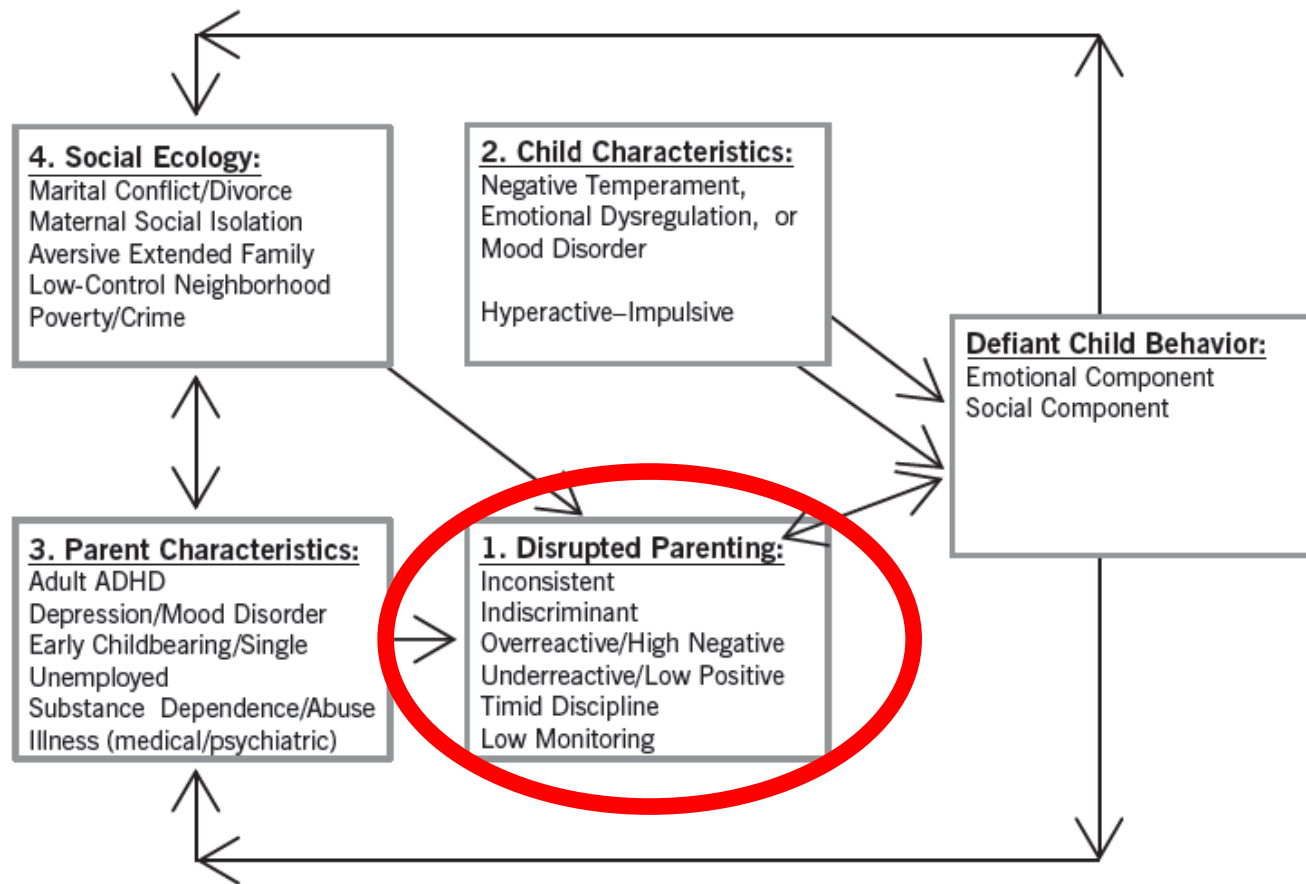 4. Social Ecology:
Marital Conflict/Divorce
Maternal Social Isolation
Aversive Extended Family
Low-Control Neighborhood
Poverty/Crime
2. Child Characteristics:
Negative Temperament,
Emotional Dysregulation, or
Mood Disorder
Hyperactive–Impulsive
Defiant Child Behavior:
Emotional Component
Social Component
3. Parent Characteristics:
Adult ADHD
Depression/Mood Disorder
Early Childbearing/Single
Unemployed
Substance Dependence/Abuse
Illness (medical/psychiatric)
1. Disrupted Parenting:
Inconsistent
Indiscriminant
Overreactive/High Negative
Underreactive/Low Positive
Timid Discipline
Low Monitoring